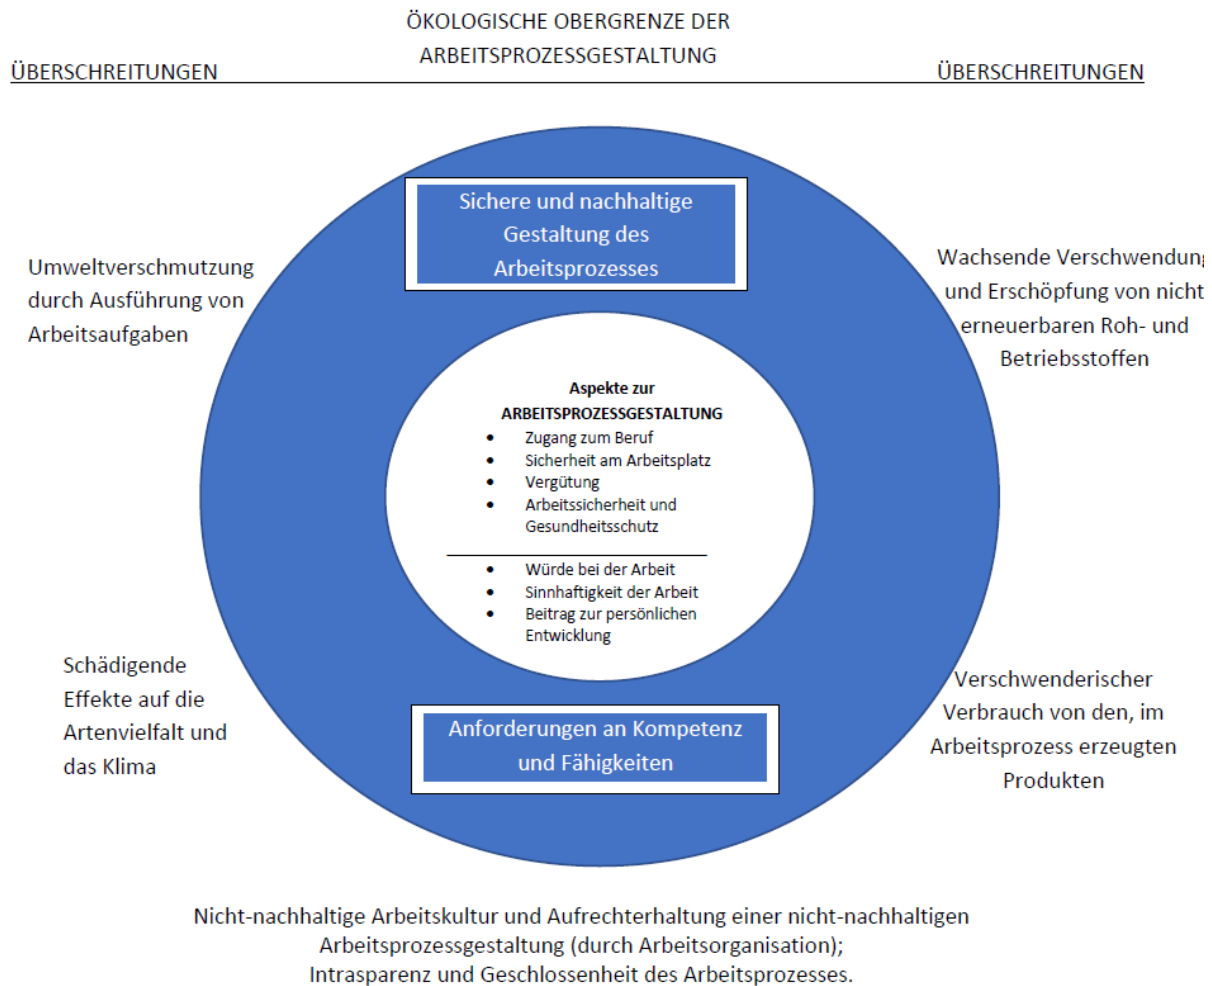 ÖKOLOGISCHE OBERGRENZE DER
ARBEITSPROZESSGESTALTUNG
ÜBERSCHREITUNGEN
ÜBERSCHREITUNGEN
Sichere und nachhaltige
Gestaltung des
Arbeitsprozesses
Umweltverschmutzung
durch Ausführung von
Arbeitsaufgaben
Wachsende Verschwendung
und Erschöpfung von nicht
erneuerbaren Roh- und
Betriebsstoffen
Aspekte zur
ARBEITSPROZESSGESTALTUNG
• Zugang zum Beruf
• Sicherheit am Arbeitsplatz
• Vergütung
• Arbeitssicherheit und
Gesundheitsschutz
• Würde bei der Arbeit
• Sinnhaftigkeit der Arbeit
• Beitrag zur persönlichen
Entwicklung
Schädigende
Effekte auf die
Artenvielfalt und
das Klima
Verschwenderischer
Verbrauch von den, im
Arbeitsprozess erzeugten
Produkten
Anforderungen an Kompetenz
und Fähigkeiten
Nicht-nachhaltige Arbeitskultur und Aufrechterhaltung einer nicht-nachhaltigen
Arbeitsprozessgestaltung (durch Arbeitsorganisation);
Intrasparenz und Geschlossenheit des Arbeitsprozesses.